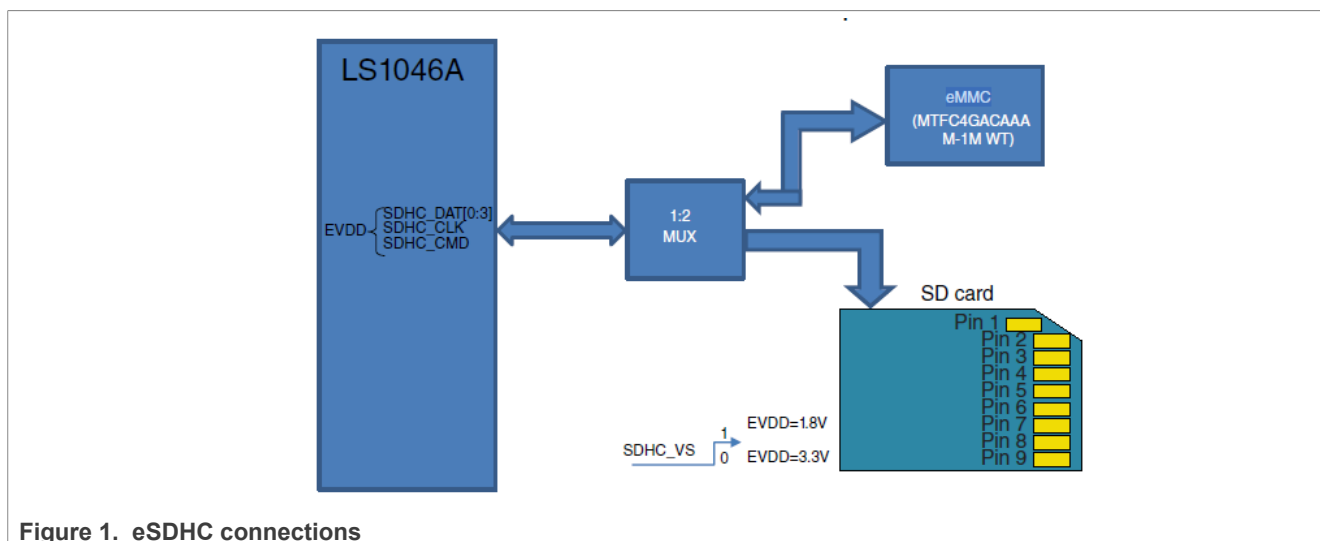 LS1046A
eMMC
(MTFC4GACAAA
M-1M WT)
SDHC_DAT[0:3]
EVDD
SDHC_CLK
SDHC_CMD
1:2
MUX
SD card
Pin 1
Pin 2
Pin 3
Pin 4
Pin 5
Pin 6
Pin 7
Pin 8
Pin 9
SDHC_VS
1
EVDD=1.8V
0
EVDD=3.3V
Figure 1. eSDHC connections